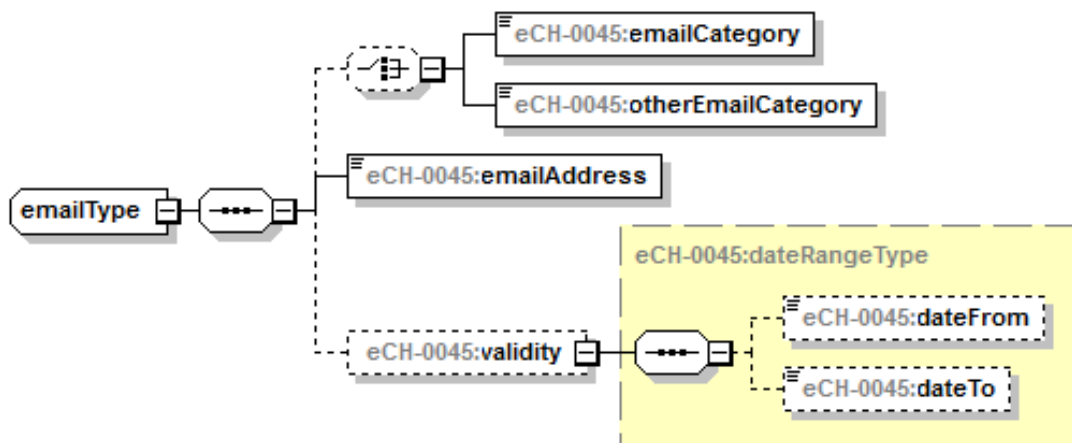 eCH-0045:emailCategory
eCH-0045:otherEmailCategory
eCH-0045:emailAddress
emailType
eCH-0045:dateRangeType
eCH-0045:dateFrom
eCH-0045:validity
eCH-0045:dateTo